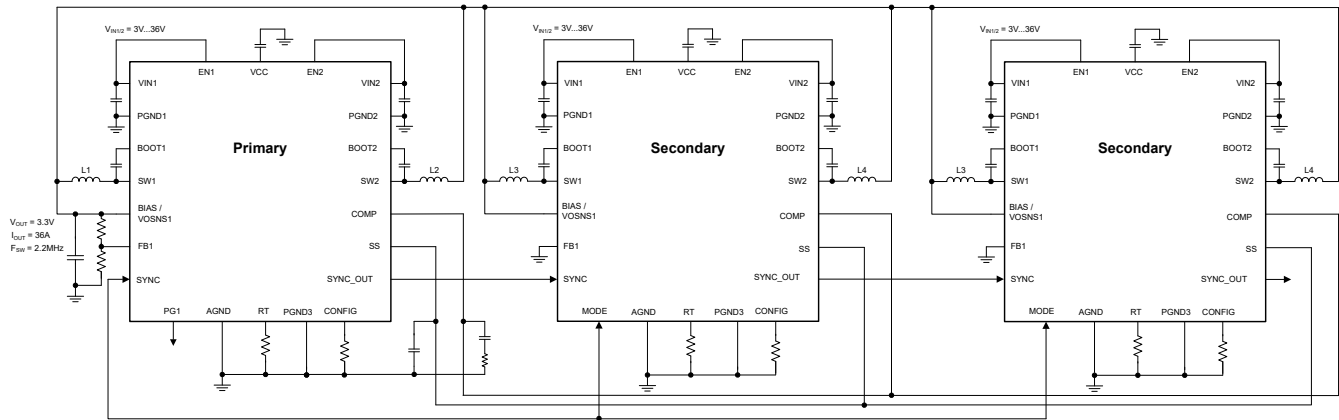 VIN1/2 = 3V...36V
EN1
VCC
EN2
VIN1
VIN2
PGND1
PGND2
Primary
BOOT1
BOOT2
L1
L2
SW1
SW2
BIAS /
VOSNS1
COMP
VOUT = 3.3V
IOUT = 36A
FSW = 2.2MHz
FB1
SS
SYNC
SYNC_OUT
PG1
AGND
RT
PGND3
CONFIG
VIN1/2 = 3V...36V
EN1
VCC
EN2
VIN1
VIN2
PGND1
PGND2
Secondary
BOOT1
BOOT2
L3
L4
SW1
SW2
BIAS /
VOSNS1
COMP
FB1
SS
SYNC
SYNC_OUT
MODE
AGND
RT
PGND3
CONFIG
VIN1/2 = 3V...36V
EN1
VCC
EN2
VIN1
VIN2
PGND1
PGND2
Secondary
BOOT1
BOOT2
L3
L4
SW1
SW2
BIAS /
VOSNS1
COMP
FB1
SS
SYNC
SYNC_OUT
MODE
AGND
RT
PGND3
CONFIG